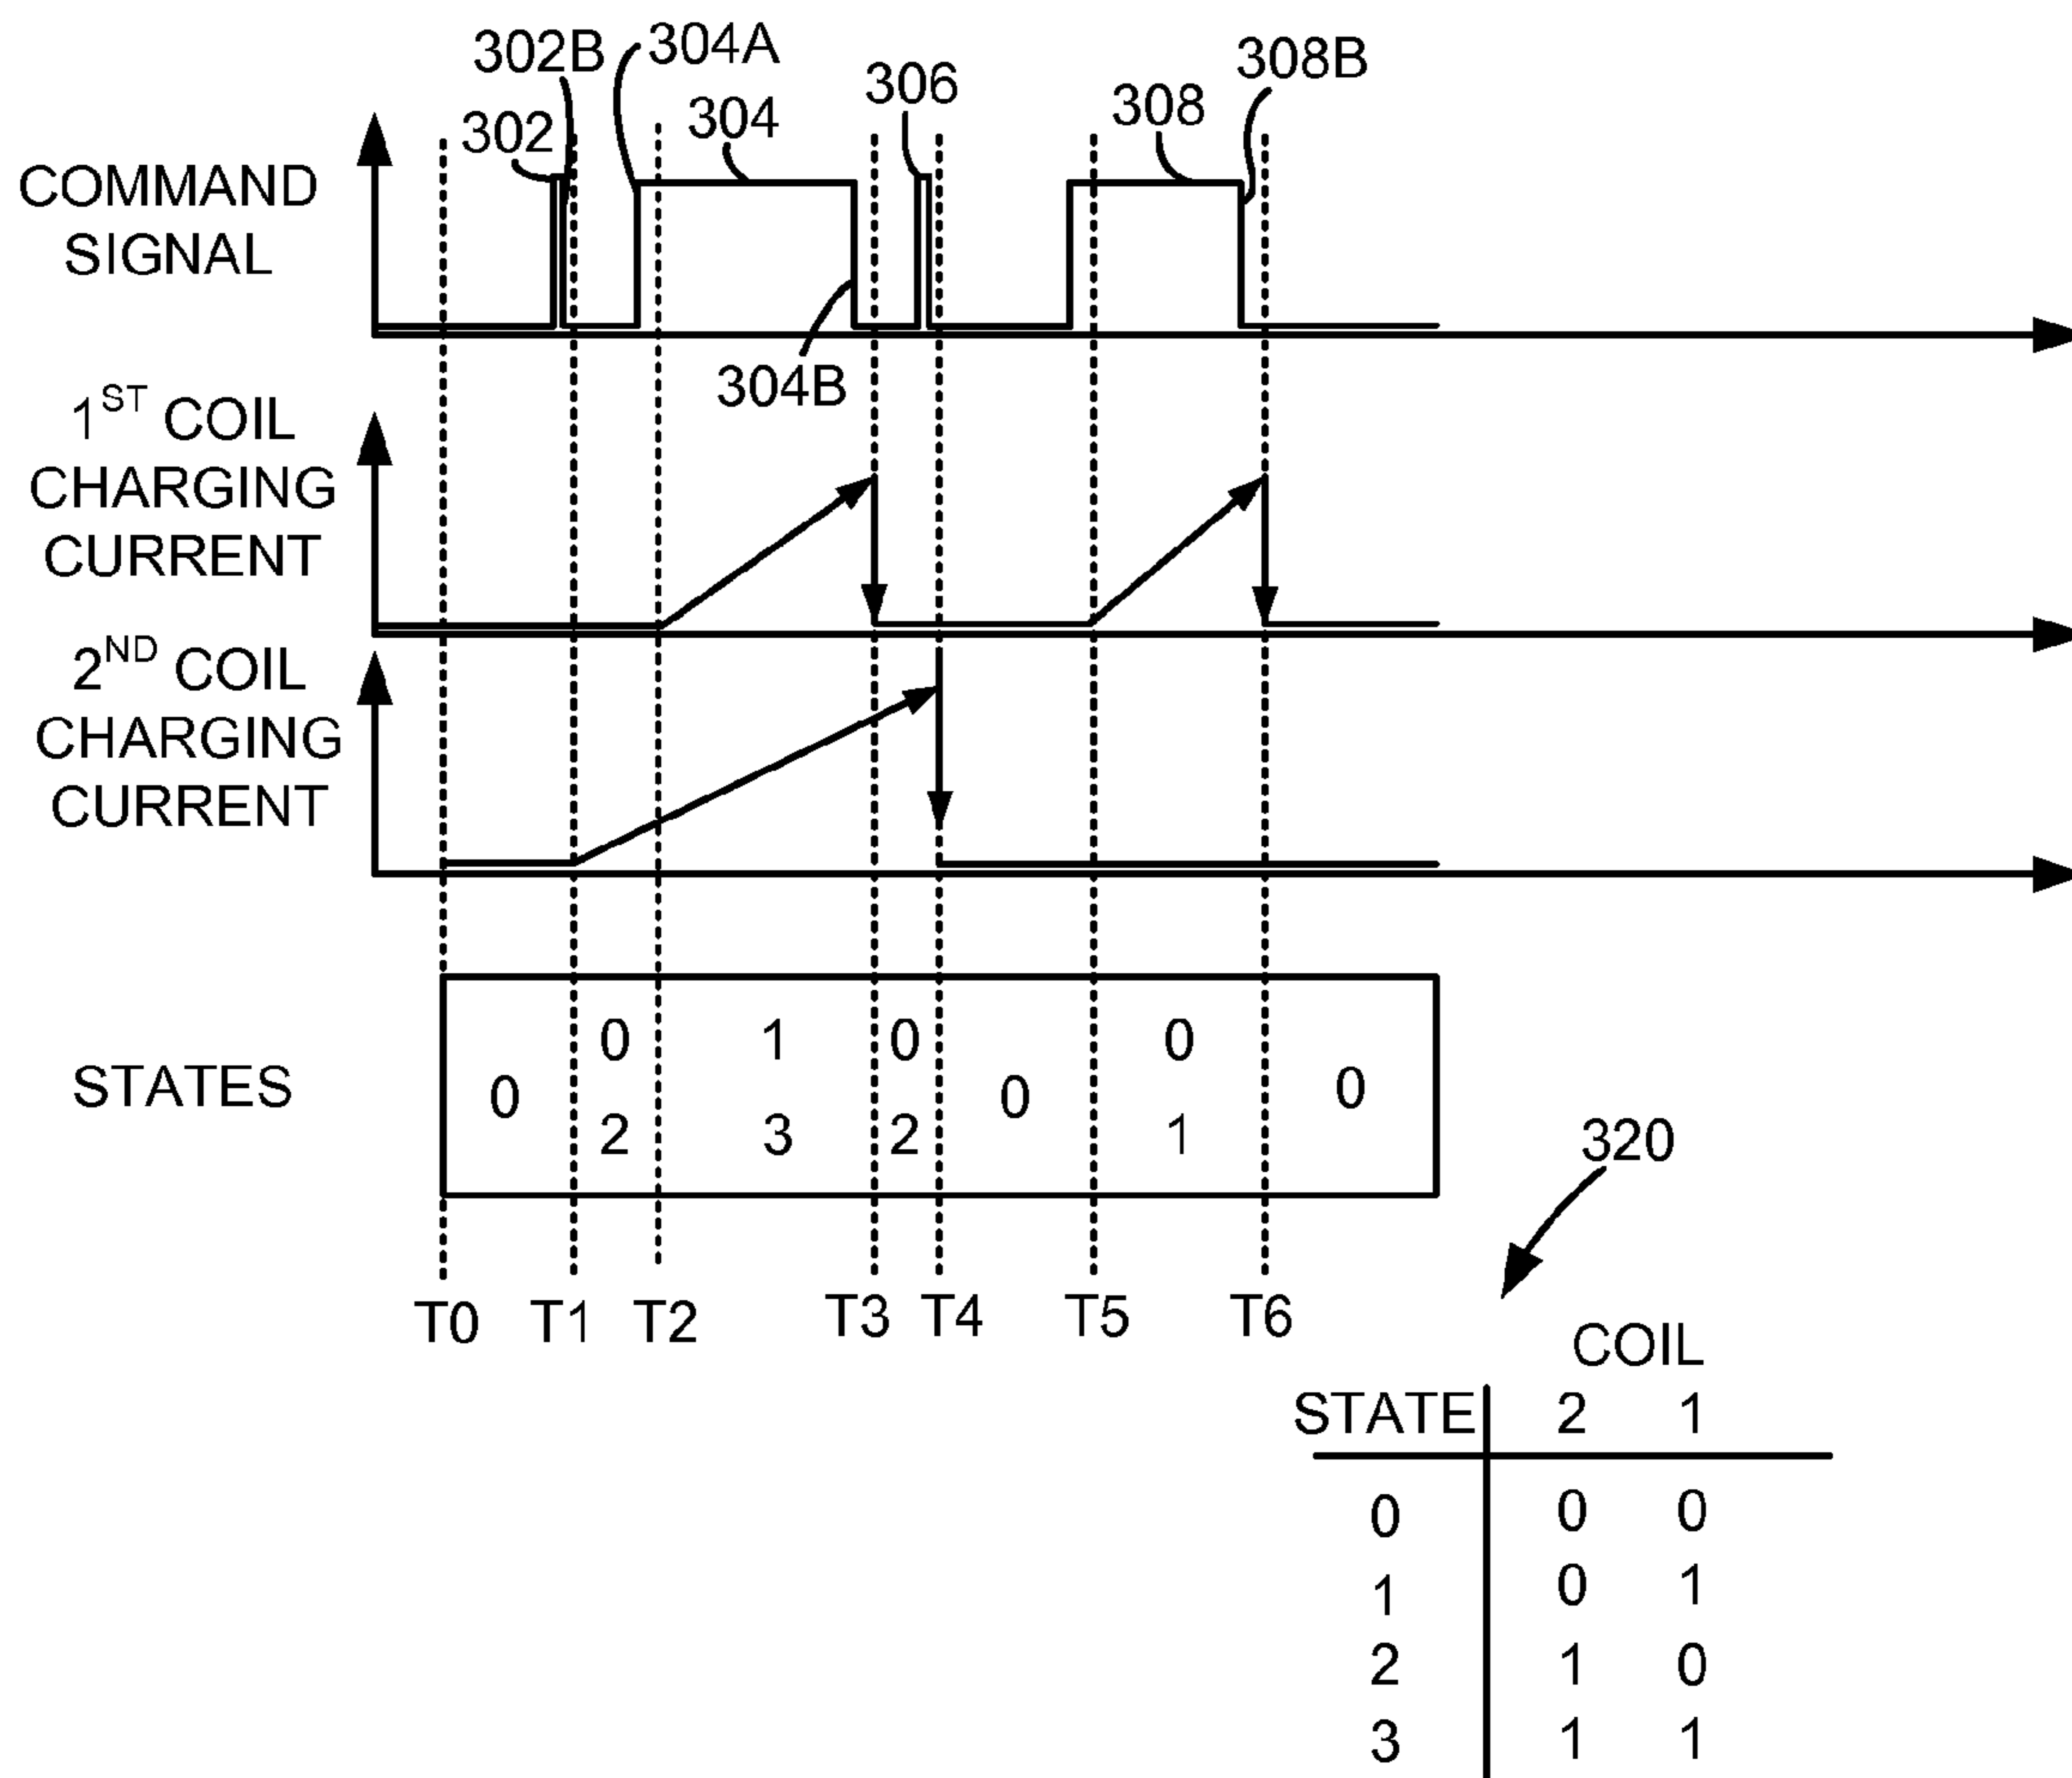 302B
304A
302
304
306
308
308B
COMMAND
SIGNAL
304B
1ST COIL
CHARGING
CURRENT
2ND COIL
CHARGING
CURRENT
STATES
0 1 0 0
0 0 0
2 3 2 1
T0 T1 T2 T3 T4 T5 T6
320
COIL
STATE 2 1
0 0 0
1 0 1
2 1 0
3 1 1